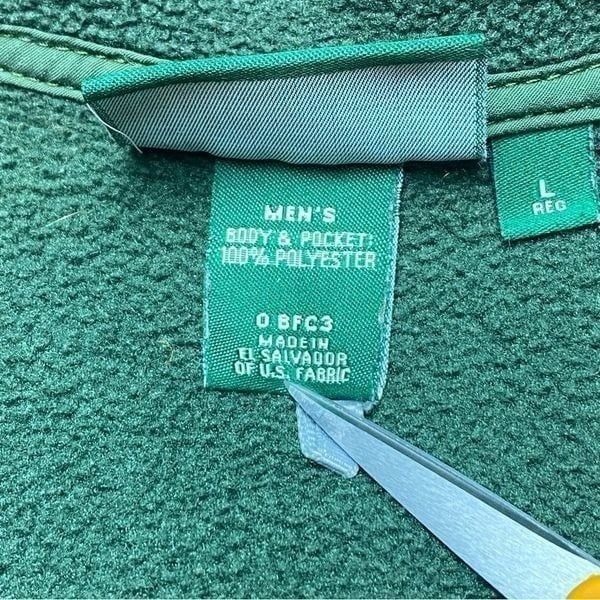 MEN'S
BODY & POCKET:
100% POLYESTER
0 BFC3
MADE IN
EL SALVADOR
OF U.S. FABRIC
L
REG